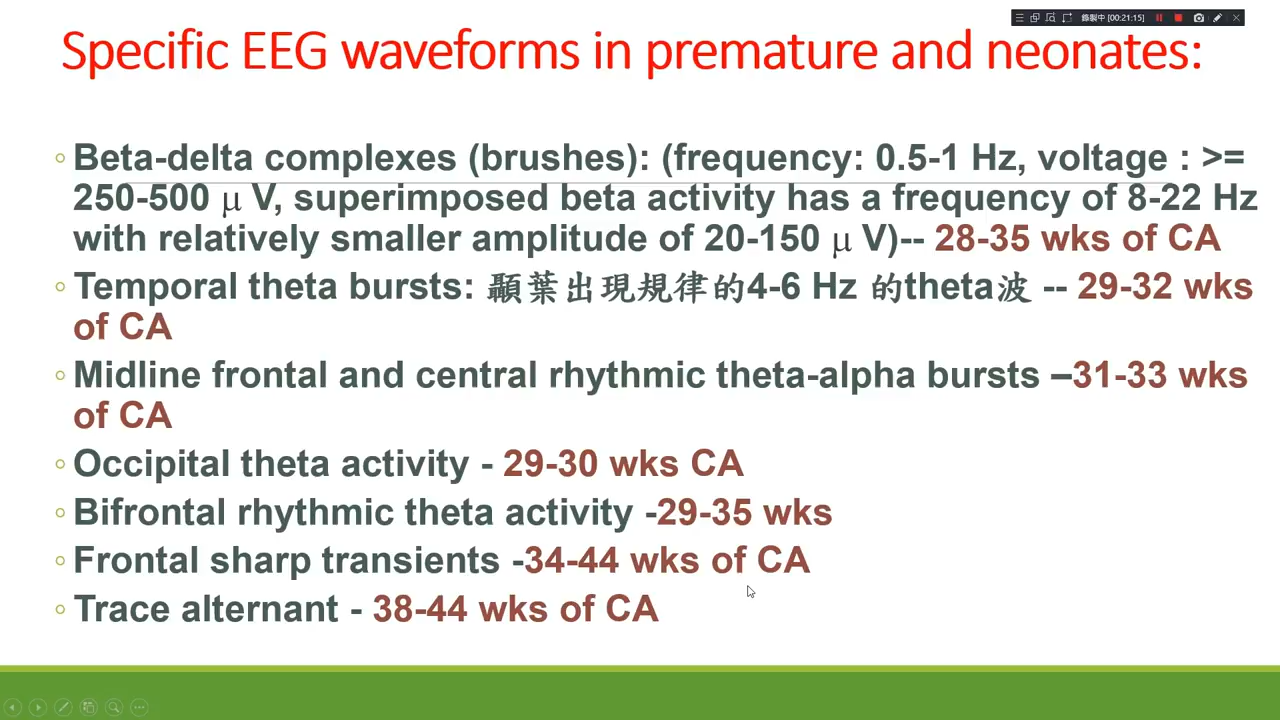 錄製中 [00:21:15]
Specific EEG waveforms in premature and neonates:
◦ Beta-delta complexes (brushes): (frequency: 0.5-1 Hz, voltage : >=
250-500 μ V, superimposed beta activity has a frequency of 8-22 Hz
with relatively smaller amplitude of 20-150 μ V)-- 28-35 wks of CA
◦ Temporal theta bursts: 顳葉出現規律的4-6 Hz 的theta波 -- 29-32 wks
of CA
◦ Midline frontal and central rhythmic theta-alpha bursts –31-33 wks
of CA
◦ Occipital theta activity - 29-30 wks CA
◦ Bifrontal rhythmic theta activity -29-35 wks
◦ Frontal sharp transients -34-44 wks of CA
◦ Trace alternant - 38-44 wks of CA